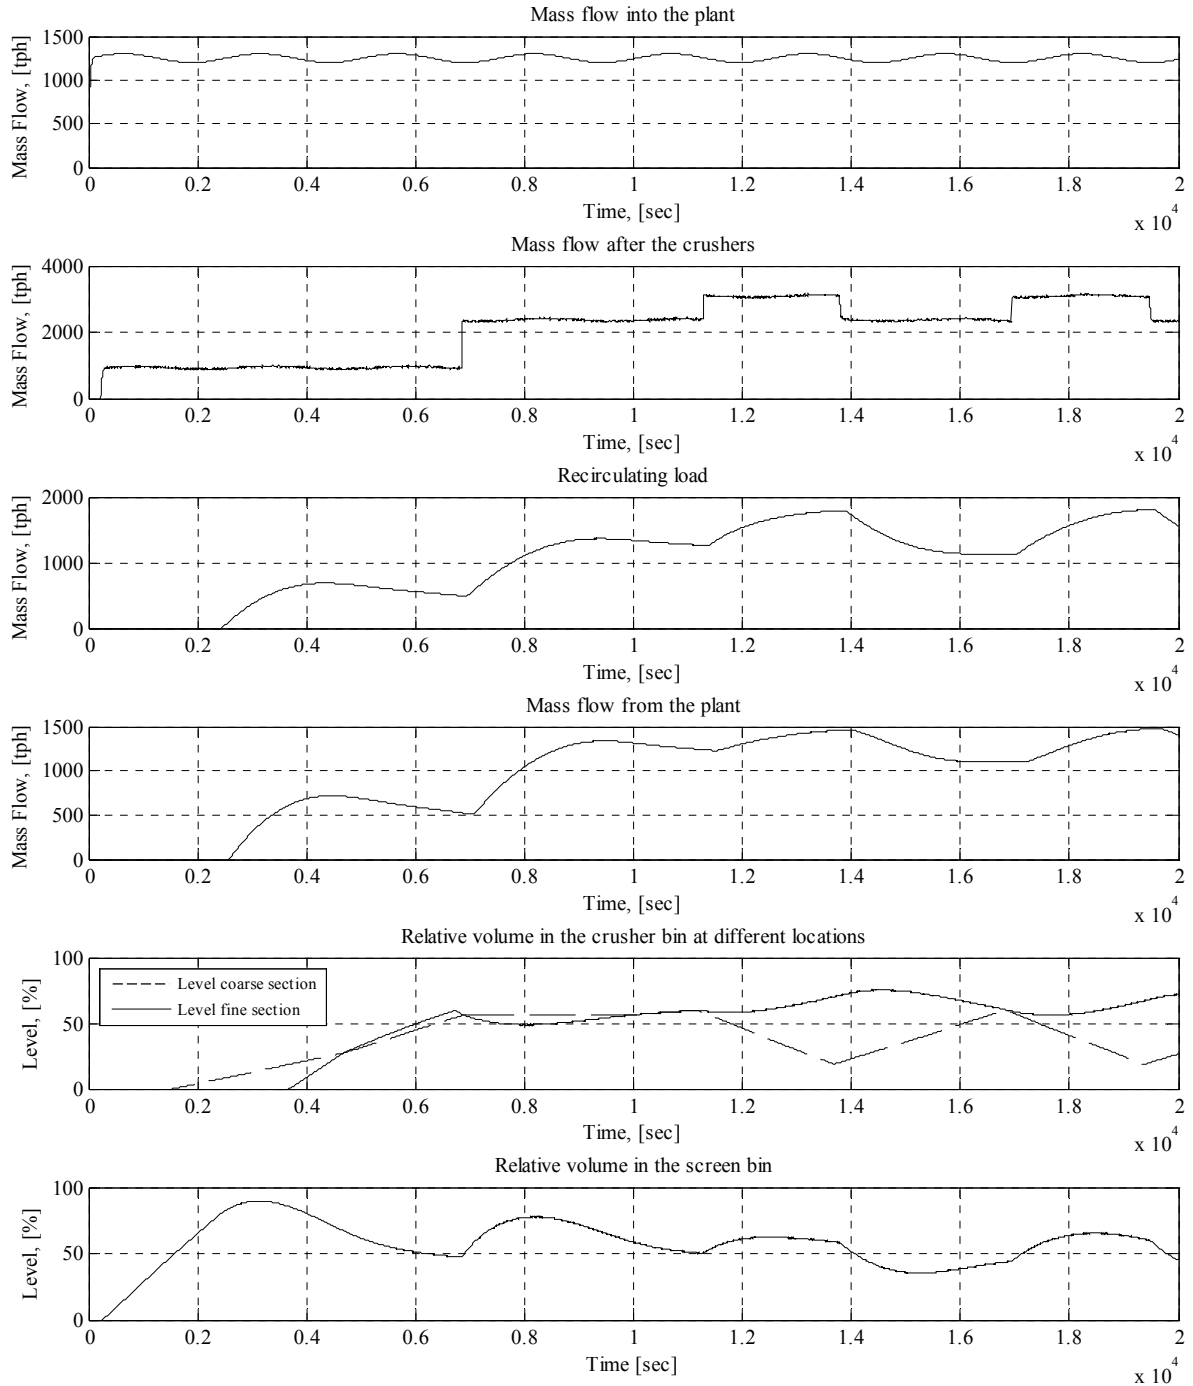 Mass flow into the plant
Mass Flow, [tph]
1500
1000
500
0
0 0.2 0.4 0.6 0.8 1 1.2 1.4 1.6 1.8 2
Time, [sec]
x 10^4
Mass flow after the crushers
Mass Flow, [tph]
4000
2000
0
0 0.2 0.4 0.6 0.8 1 1.2 1.4 1.6 1.8 2
Time, [sec]
x 10^4
Recirculating load
Mass Flow, [tph]
2000
1000
0
0 0.2 0.4 0.6 0.8 1 1.2 1.4 1.6 1.8 2
Time, [sec]
x 10^4
Mass flow from the plant
Mass Flow, [tph]
1500
1000
500
0
0 0.2 0.4 0.6 0.8 1 1.2 1.4 1.6 1.8 2
Time, [sec]
x 10^4
Relative volume in the crusher bin at different locations
Level, [%]
100
50
0
Level coarse section
Level fine section
0 0.2 0.4 0.6 0.8 1 1.2 1.4 1.6 1.8 2
Time, [sec]
x 10^4
Relative volume in the screen bin
Level, [%]
100
50
0
0 0.2 0.4 0.6 0.8 1 1.2 1.4 1.6 1.8 2
Time [sec]
x 10^4